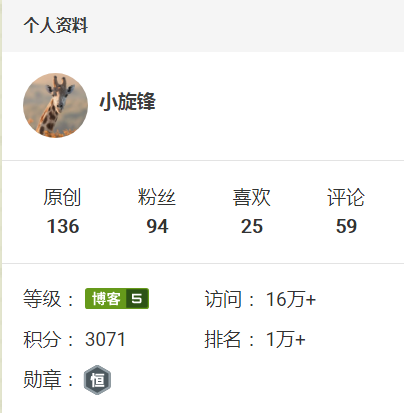 个人资料
小旋锋
原创 粉丝 喜欢 评论
136 94 25 59
等级： 博客 5 访问： 16万+
积分： 3071 排名： 1万+
勋章： 恒